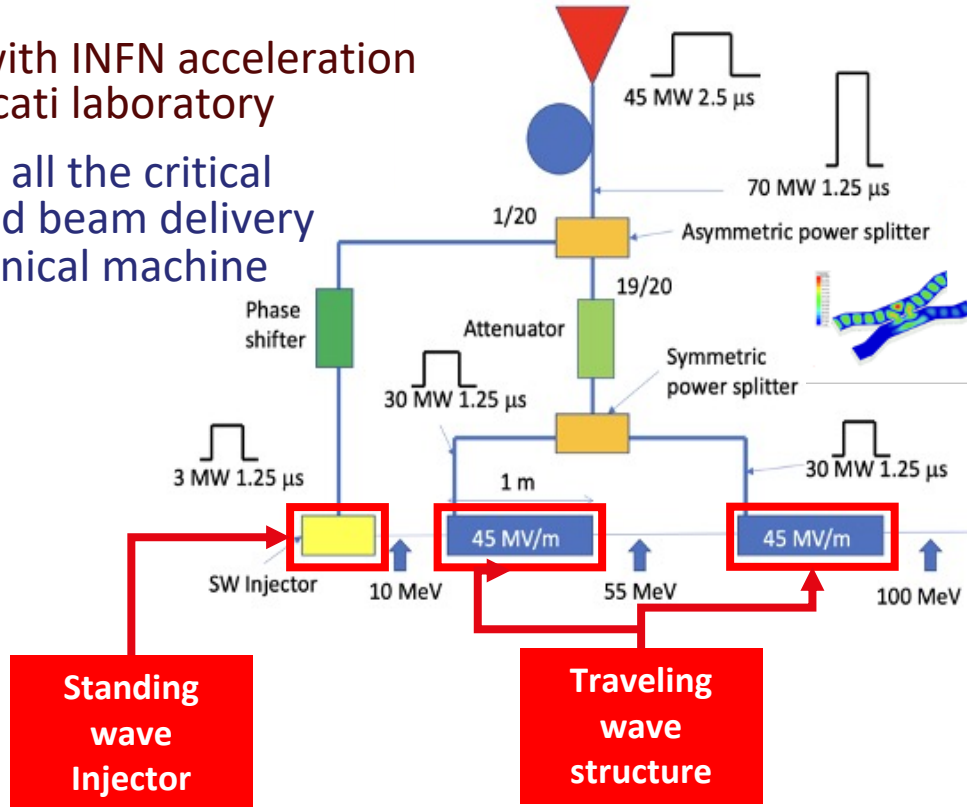 with INFN acceleration
cati laboratory
all the critical
d beam delivery
nical machine
45 MW 2.5 µs
70 MW 1.25 µs
1/20
Asymmetric power splitter
19/20
Phase
shifter
Attenuator
Symmetric
power splitter
30 MW 1.25 µs
3 MW 1.25 µs
30 MW 1.25 µs
1 m
45 MV/m
45 MV/m
SW Injector
10 MeV
55 MeV
100 MeV
Standing
wave
Injector
Traveling
wave
structure